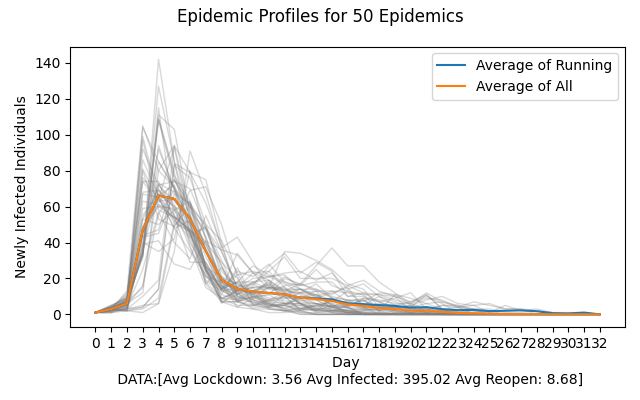 Epidemic Profiles for 50 Epidemics
Average of Running
Average of All
Newly Infected Individuals
140
120
100
80
60
40
20
0
0 1 2 3 4 5 6 7 8 9 10 11 12 13 14 15 16 17 18 19 20 21 22 23 24 25 26 27 28 29 30 31 32
Day
DATA:[Avg Lockdown: 3.56 Avg Infected: 395.02 Avg Reopen: 8.68]